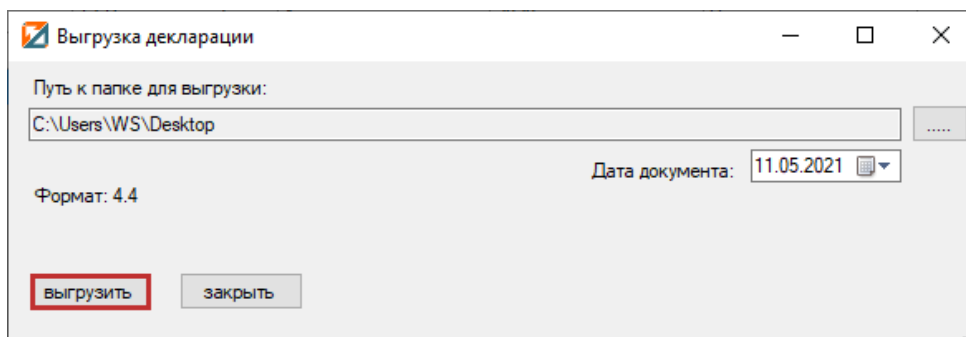 Выгрузка декларации
Путь к папке для выгрузки:
C:\Users\WS\Desktop
.....
Дата документа: 11.05.2021
Формат: 4.4
выгрузить закрыть